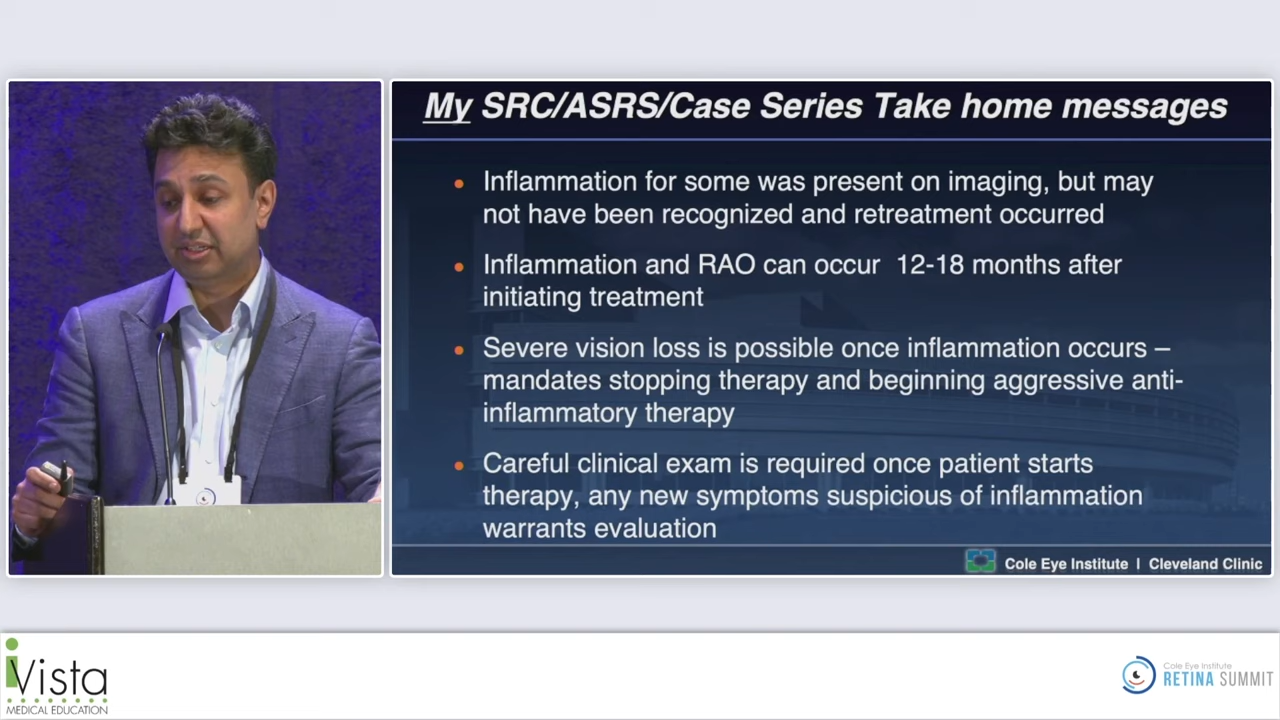 My SRC/ASRS/Case Series Take home messages
Inflammation for some was present on imaging, but may
not have been recognized and retreatment occurred
Inflammation and RAO can occur 12-18 months after
initiating treatment
Severe vision loss is possible once inflammation occurs –
mandates stopping therapy and beginning aggressive anti-
inflammatory therapy
Careful clinical exam is required once patient starts
therapy, any new symptoms suspicious of inflammation
warrants evaluation
Cole Eye Institute | Cleveland Clinic
iVista
MEDICAL EDUCATION
Cole Eye Institute
RETINA SUMMIT